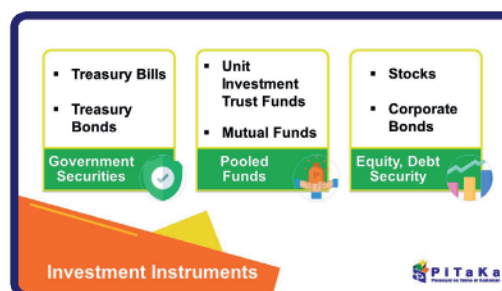 ▪ Treasury Bills
▪ Treasury
Bonds
Government
Securities
▪ Unit
Investment
Trust Funds
▪ Mutual Funds
Pooled
Funds
▪ Stocks
▪ Corporate
Bonds
Equity, Debt
Security
Investment Instruments
PiTaKa